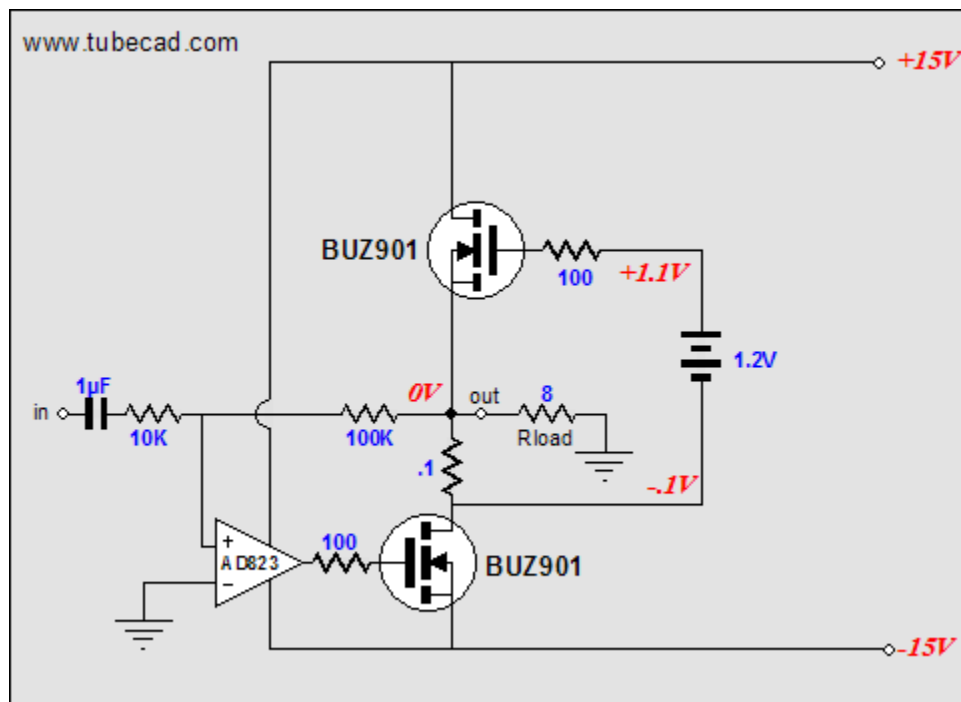 www.tubecad.com
+15V
BUZ901
100
+1.1V
1.2V
1µF
in
10K
100K
0V
out
8
Rload
.1
-.1V
+
AD823
−
100
BUZ901
-15V